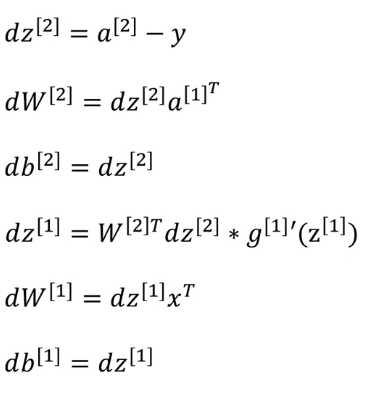 dz^{[2]} = a^{[2]} − y
dW^{[2]} = dz^{[2]}a^{[1]^T}
db^{[2]} = dz^{[2]}
dz^{[1]} = W^{[2]T}dz^{[2]} ∗ g^{[1]′}(z^{[1]})
dW^{[1]} = dz^{[1]}x^T
db^{[1]} = dz^{[1]}